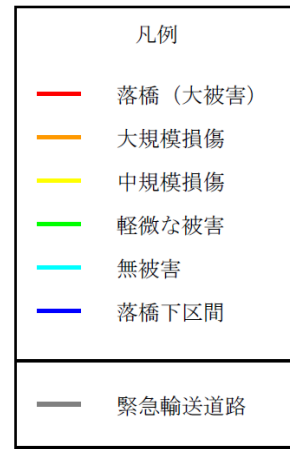 凡例
落橋（大被害）
大規模損傷
中規模損傷
軽微な被害
無被害
落橋下区間
緊急輸送道路